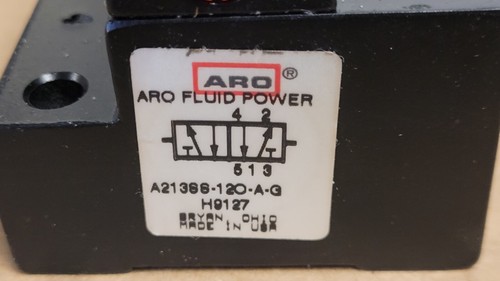 ARO®
ARO FLUID POWER
4 2
5 1 3
A213SS-120-A-G
H9127
BRYAN, OHIO
MADE IN USA